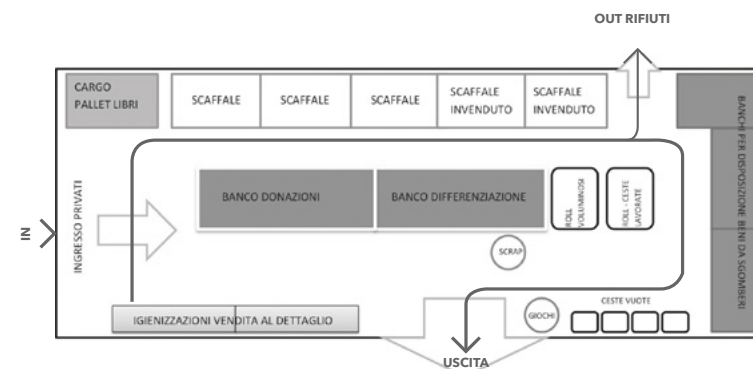 OUT RIFIUTI
CARGO
PALLET LIBRI
SCAFFALE
SCAFFALE
SCAFFALE
SCAFFALE
INVENDUTO
SCAFFALE
INVENDUTO
BANCHI PER DISPOSIZIONE BENI DA SGOMBERI
IN
INGRESSO PRIVATI
BANCO DONAZIONI
BANCO DIFFERENZIAZIONE
ROLL
VOLUMINOSI
ROLL - CESTE
LAVORATE
SCRAP
IGIENIZZAZIONI VENDITA AL DETTAGLIO
GIOCHI
CESTE VUOTE
USCITA